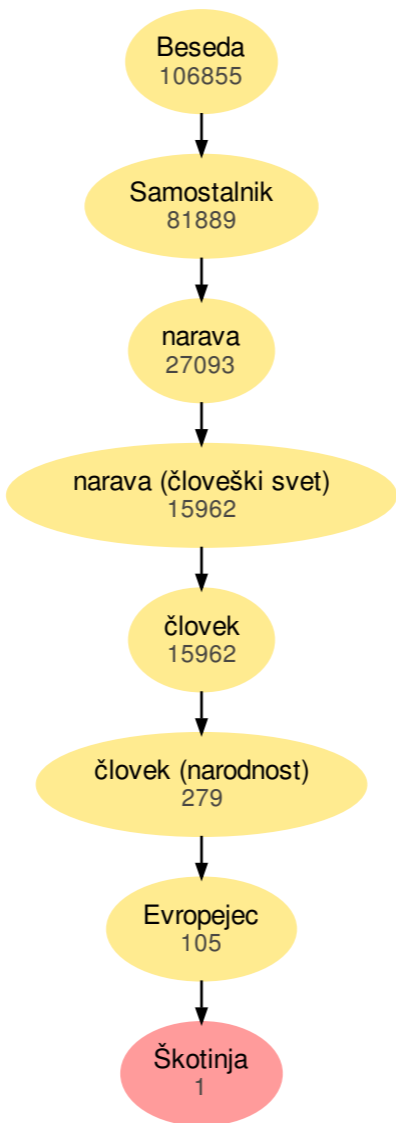 Beseda
106855
Samostalnik
81889
narava
27093
narava (človeški svet)
15962
človek
15962
človek (narodnost)
279
Evropejec
105
Škotinja
1